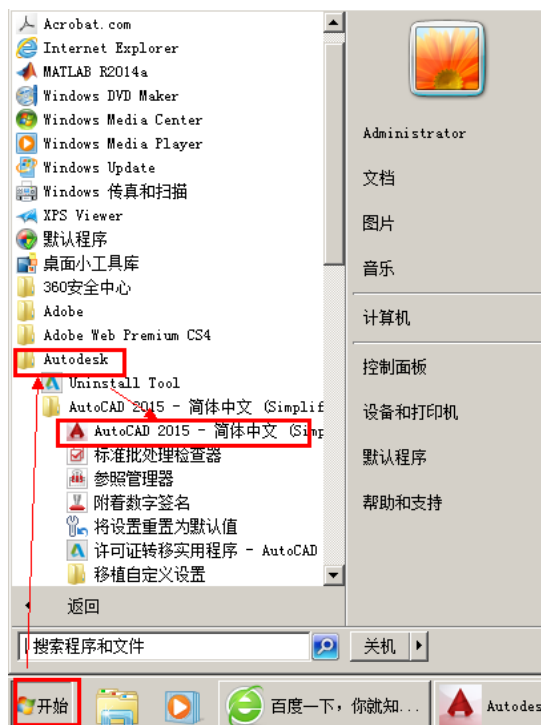 Acrobat.com
Internet Explorer
MATLAB R2014a
Windows DVD Maker
Windows Media Center
Windows Media Player
Windows Update
Windows 传真和扫描
XPS Viewer
默认程序
桌面小工具库
360安全中心
Adobe
Adobe Web Premium CS4
Autodesk
Uninstall Tool
AutoCAD 2015 - 简体中文 (Simplif
AutoCAD 2015 - 简体中文 (Simp
标准批处理检查器
参照管理器
附着数字签名
将设置重置为默认值
许可证转移实用程序 - AutoCAD
移植自定义设置
返回
搜索程序和文件
Administrator
文档
图片
音乐
计算机
控制面板
设备和打印机
默认程序
帮助和支持
关机
开始
百度一下，你就知...
Autodes